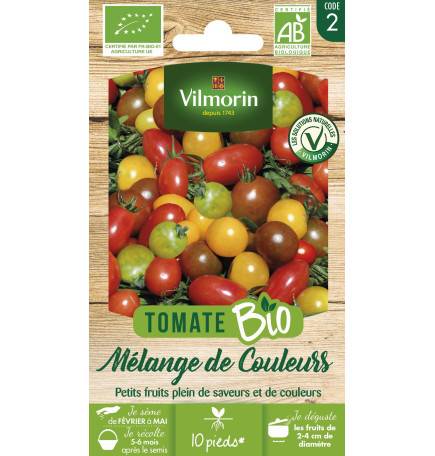 CERTIFIÉ PAR FR-BIO-01
AGRICULTURE UE
CERTIFIÉ
AB
AGRICULTURE
BIOLOGIQUE
CODE
2
Vilmorin
depuis 1743
LES SOLUTIONS NATURELLES
VILMORIN
TOMATE Bio
Mélange de Couleurs
Petits fruits plein de saveurs et de couleurs
Je sème
de FÉVRIER à MAI
Je récolte
5-6 mois
après le semis
10 pieds*
Je déguste
les fruits de
2-4 cm de
diamètre